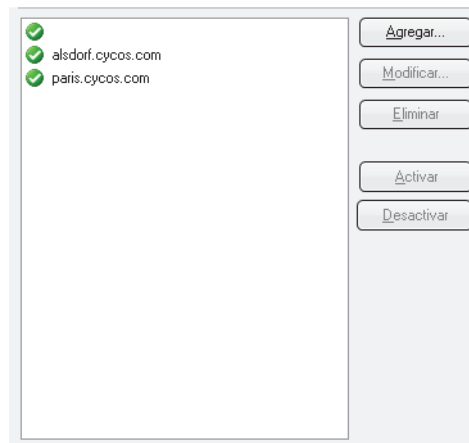 alsdorf.cycos.com
paris.cycos.com
Agregar...
Modificar...
Eliminar
Activar
Desactivar